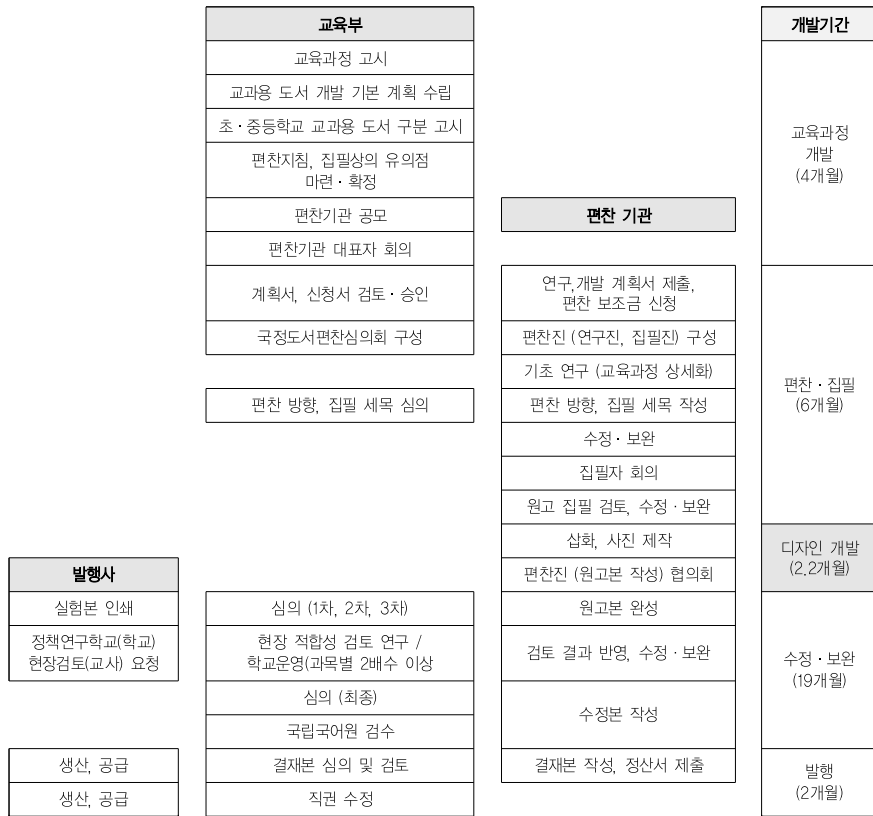 교육부
개발기간
교육과정 고시
교과용 도서 개발 기본 계획 수립
초·중등학교 교과용 도서 구분 고시
편찬지침, 집필상의 유의점
마련·확정
교육과정
개발
(4개월)
편찬기관 공모
편찬 기관
편찬기관 대표자 회의
계획서, 신청서 검토·승인
연구,개발 계획서 제출,
편찬 보조금 신청
국정도서편찬심의회 구성
편찬진 (연구진, 집필진) 구성
기초 연구 (교육과정 상세화)
편찬·집필
(6개월)
편찬 방향, 집필 세목 심의
편찬 방향, 집필 세목 작성
수정·보완
집필자 회의
원고 집필 검토, 수정·보완
삽화, 사진 제작
디자인 개발
(2.2개월)
발행사
편찬진 (원고본 작성) 협의회
실험본 인쇄
심의 (1차, 2차, 3차)
원고본 완성
정책연구학교(학교)
현장검토(교사) 요청
현장 적합성 검토 연구 /
학교운영(과목별 2배수 이상
검토 결과 반영, 수정·보완
수정·보완
(19개월)
심의 (최종)
수정본 작성
국립국어원 검수
생산, 공급
결재본 심의 및 검토
결재본 작성, 정산서 제출
발행
(2개월)
생산, 공급
직권 수정